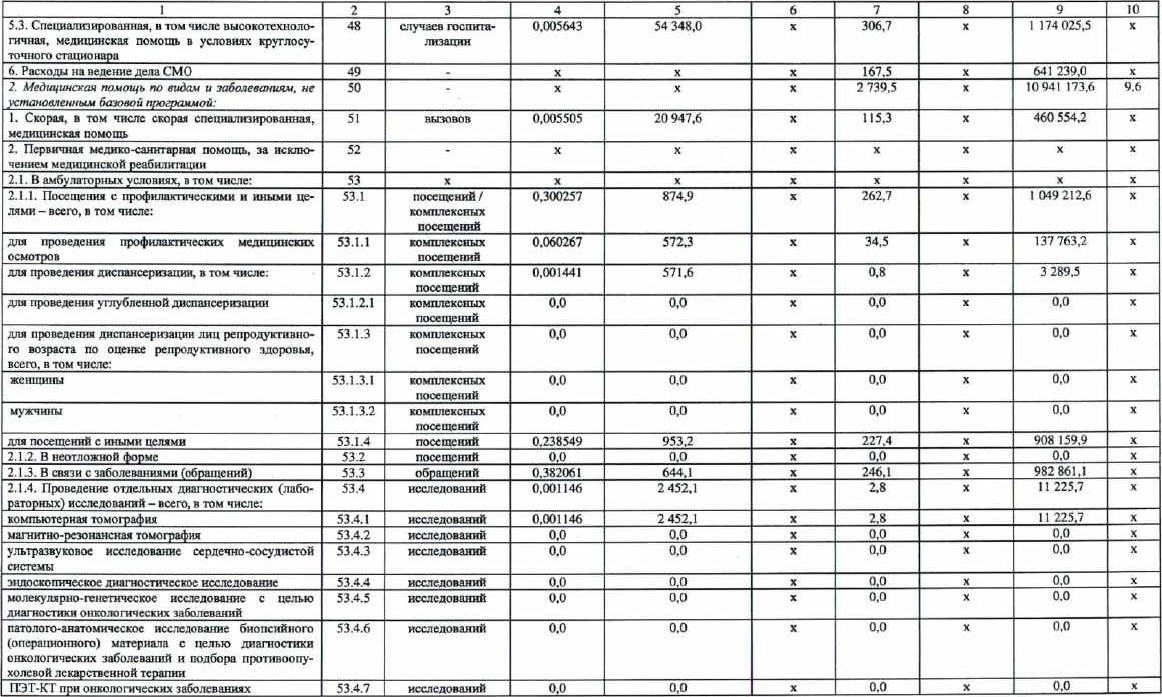 1 2 3 4 5 6 7 8 9 10
5.3. Специализированная, в том числе высокотехноло- 48 случаев госпита- 0,005643 54 348,0 х 306,7 х 1 174 025,5 х
гичная, медицинская помощь в условиях круглосу- лизации
точного стационара
6. Расходы на ведение дела СМО 49 - х х х 167,5 х 641 239,0 х
2. Медицинская помощь по видам и заболеваниям, не 50 - х х х 2 739,5 х 10 941 173,6 9.6
установленным базовой программой:
1. Скорая, в том числе скорая специализированная, 51 вызовов 0,005505 20 947,6 х 115,3 х 460 554,2 х
медицинская помощь
2. Первичная медико-санитарная помощь, за исклю- 52 - х х х х х х х
чением медицинской реабилитации
2.1. В амбулаторных условиях, в том числе: 53 х х х х х х х х
2.1.1. Посещения с профилактическими и иными це- 53.1 посещений / 0,300257 874,9 х 262,7 х 1 049 212,6 х
лями – всего, в том числе: комплексных
посещений
для проведения профилактических медицинских 53.1.1 комплексных 0,060267 572,3 х 34,5 х 137 763,2 х
осмотров посещений
для проведения диспансеризации, в том числе: 53.1.2 комплексных 0,001441 571,6 х 0,8 х 3 289,5 х
посещений
для проведения углубленной диспансеризации 53.1.2.1 комплексных 0,0 0,0 х 0,0 х 0,0 х
посещений
для проведения диспансеризации лиц репродуктивно- 53.1.3 комплексных 0,0 0,0 х 0,0 х 0,0 х
го возраста по оценке репродуктивного здоровья, посещений
всего, в том числе:
женщины 53.1.3.1 комплексных 0,0 0,0 х 0,0 х 0,0 х
посещений
мужчины 53.1.3.2 комплексных 0,0 0,0 х 0,0 х 0,0 х
посещений
для посещений с иными целями 53.1.4 посещений 0,238549 953,2 х 227,4 х 908 159,9 х
2.1.2. В неотложной форме 53.2 посещений 0,0 0,0 х 0,0 х 0,0 х
2.1.3. В связи с заболеваниями (обращений) 53.3 обращений 0,382061 644,1 х 246,1 х 982 861,1 х
2.1.4. Проведение отдельных диагностических (лабо- 53.4 исследований 0,001146 2 452,1 х 2,8 х 11 225,7 х
раторных) исследований – всего, в том числе:
компьютерная томография 53.4.1 исследований 0,001146 2 452,1 х 2,8 х 11 225,7 х
магнитно-резонансная томография 53.4.2 исследований 0,0 0,0 х 0,0 х 0,0 х
ультразвуковое исследование сердечно-сосудистой 53.4.3 исследований 0,0 0,0 х 0,0 х 0,0 х
системы
эндоскопическое диагностическое исследование 53.4.4 исследований 0,0 0,0 х 0,0 х 0,0 х
молекулярно-генетическое исследование с целью 53.4.5 исследований 0,0 0,0 х 0,0 х 0,0 х
диагностики онкологических заболеваний
патолого-анатомическое исследование биопсийного 53.4.6 исследований 0,0 0,0 х 0,0 х 0,0 х
(операционного) материала с целью диагностики
онкологических заболеваний и подбора противоопу-
холевой лекарственной терапии
ПЭТ-КТ при онкологических заболеваниях 53.4.7 исследований 0,0 0,0 х 0,0 х 0,0 х